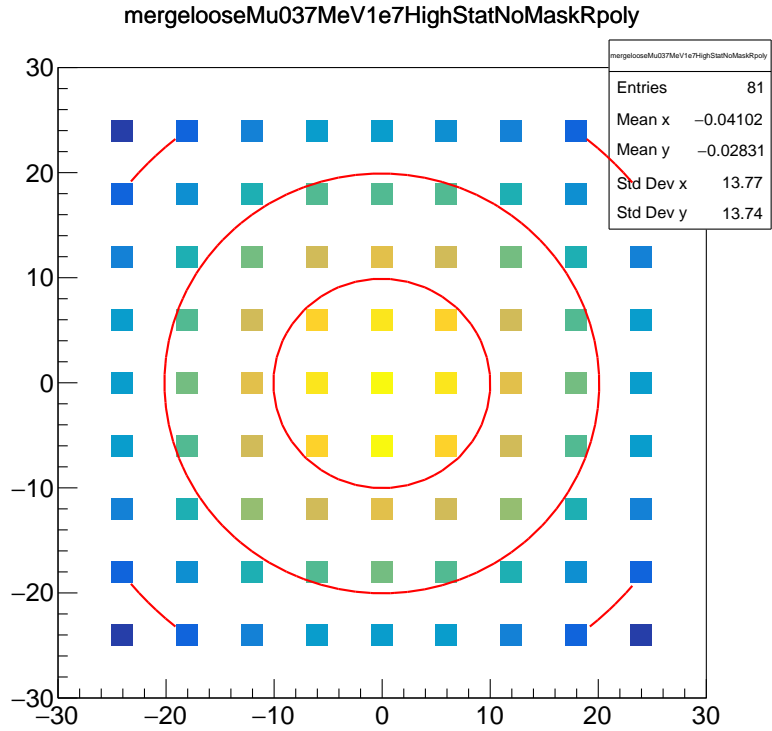 mergelooseMu037MeV1e7HighStatNoMaskRpoly
mergelooseMu037MeV1e7HighStatNoMaskRpoly
Entries 81
Mean x −0.04102
Mean y −0.02831
Std Dev x 13.77
Std Dev y 13.74
30
20
10
0
−10
−20
−30
−30 −20 −10 0 10 20 30